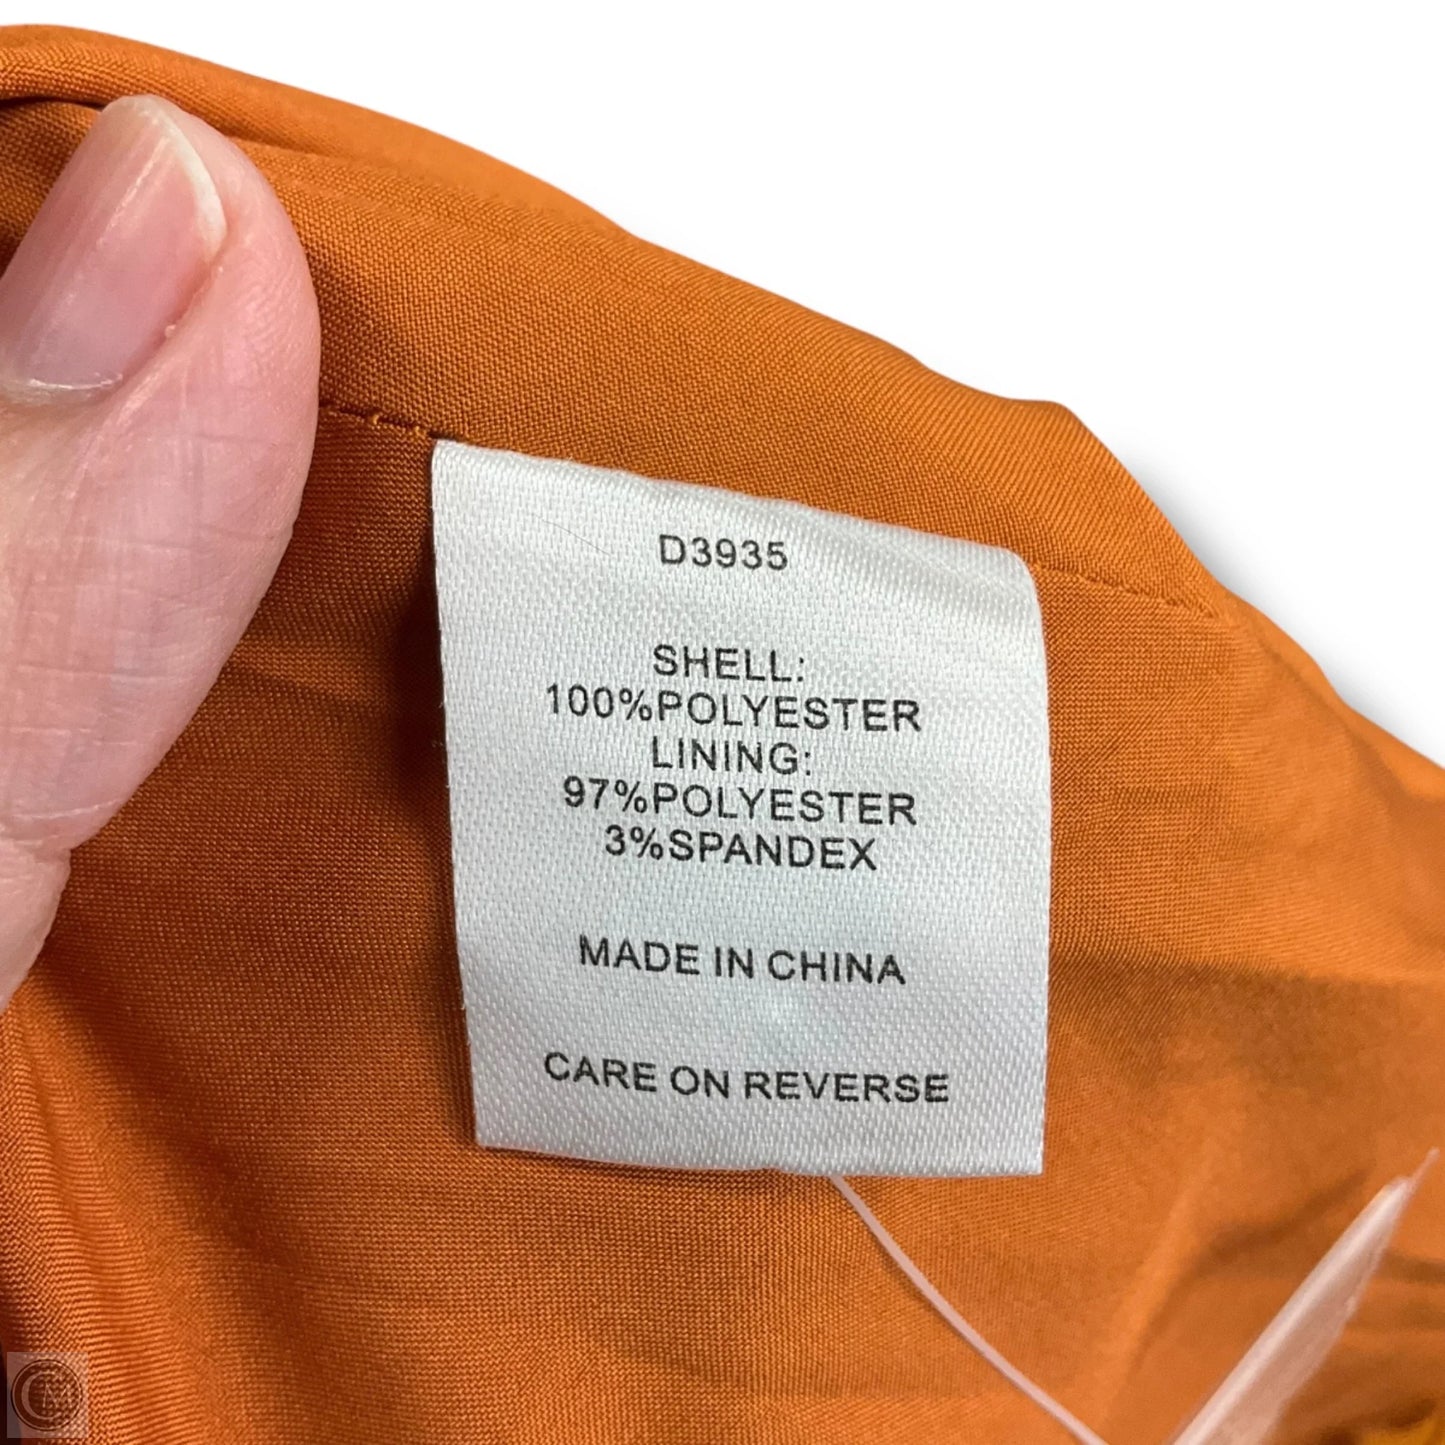 D3935
SHELL:
100%POLYESTER
LINING:
97%POLYESTER
3%SPANDEX
MADE IN CHINA
CARE ON REVERSE